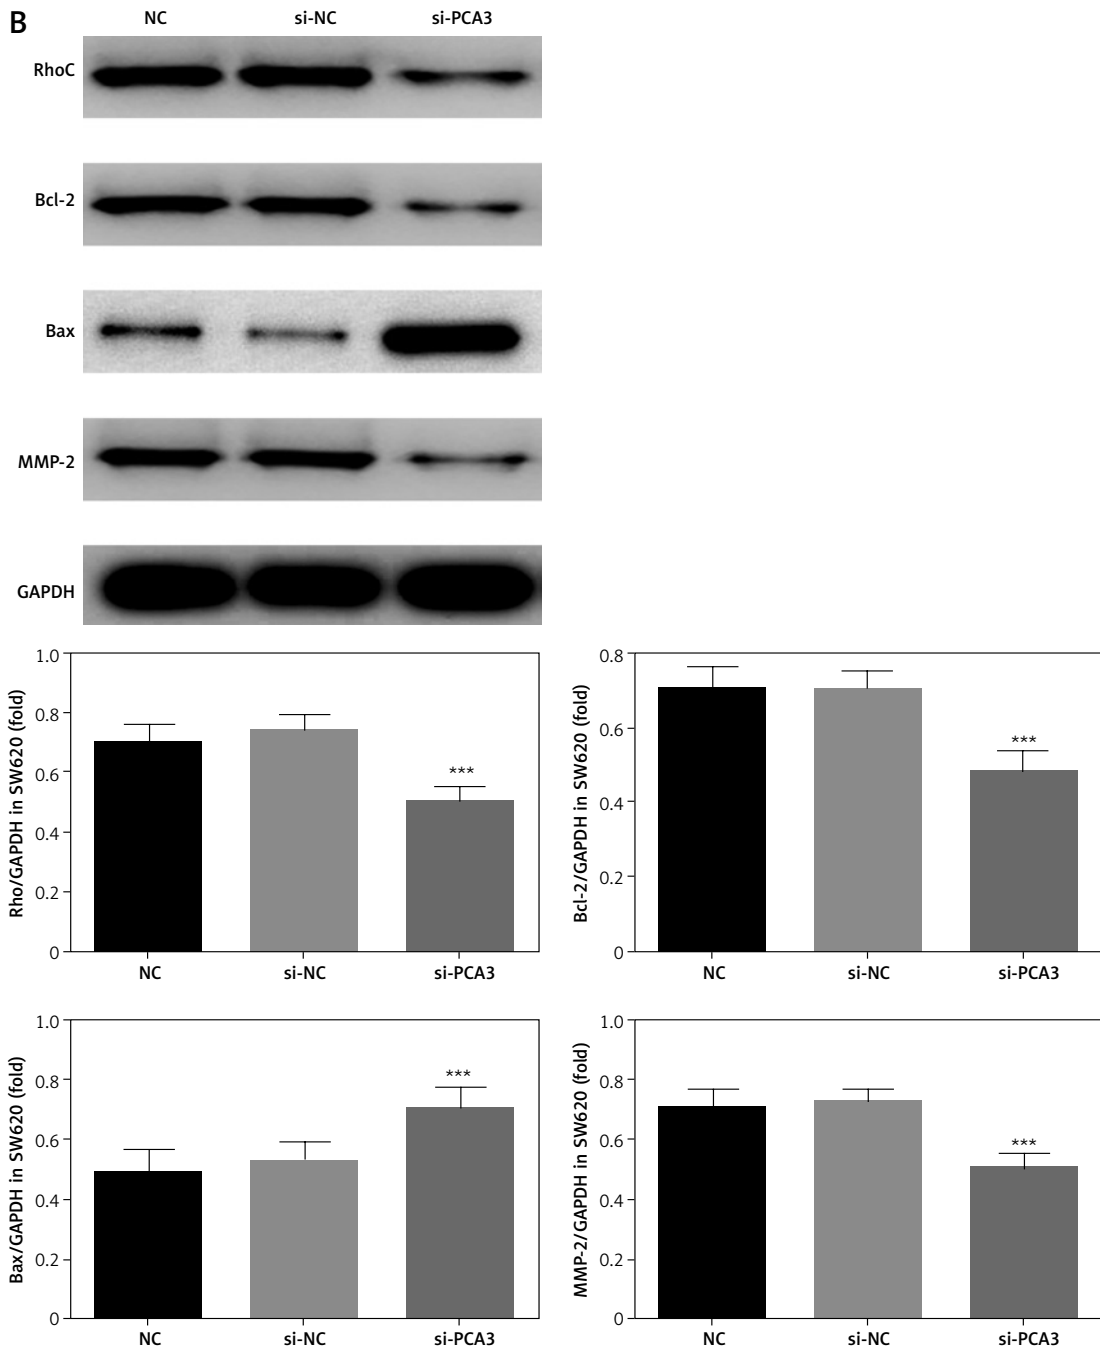 B
NC si-NC si-PCA3
RhoC
Bcl-2
Bax
MMP-2
GAPDH
Rho/GAPDH in SW620 (fold)
1.0
0.8
0.6
0.4
0.2
0
***
NC si-NC si-PCA3
Bcl-2/GAPDH in SW620 (fold)
0.8
0.6
0.4
0.2
0
***
NC si-NC si-PCA3
Bax/GAPDH in SW620 (fold)
1.0
0.8
0.6
0.4
0.2
0
***
NC si-NC si-PCA3
MMP-2/GAPDH in SW620 (fold)
1.0
0.8
0.6
0.4
0.2
0
***
NC si-NC si-PCA3